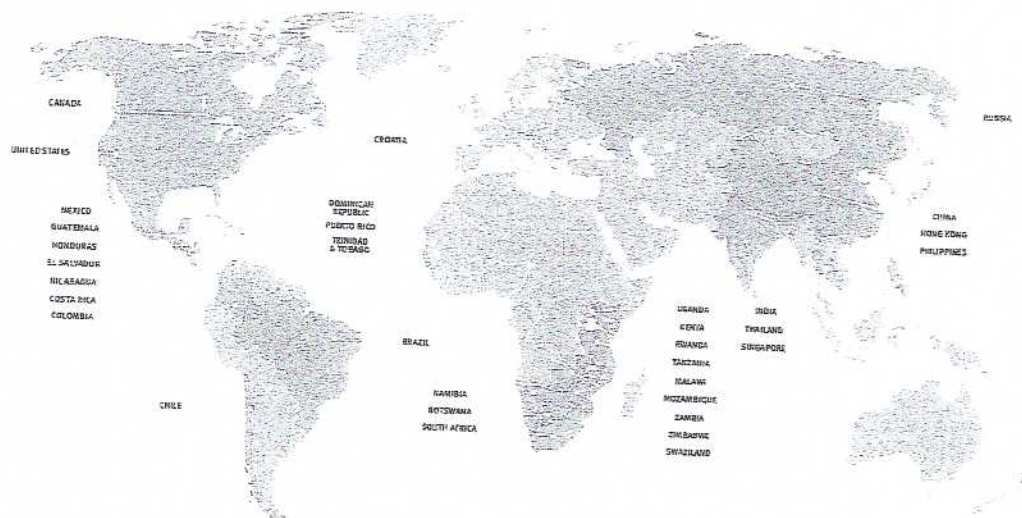 CANADA
UNITED STATES
MEXICO
GUATEMALA
HONDURAS
EL SALVADOR
NICARAGUA
COSTA RICA
COLOMBIA
CHILE
CROATIA
DOMINICAN
REPUBLIC
PUERTO RICO
TRINIDAD
& TOBAGO
BRAZIL
NAMIBIA
BOTSWANA
SOUTH AFRICA
UGANDA
KENYA
RWANDA
TANZANIA
MALAWI
MOZAMBIQUE
ZAMBIA
ZIMBABWE
SWAZILAND
INDIA
THAILAND
SINGAPORE
RUSSIA
CHINA
HONG KONG
PHILIPPINES